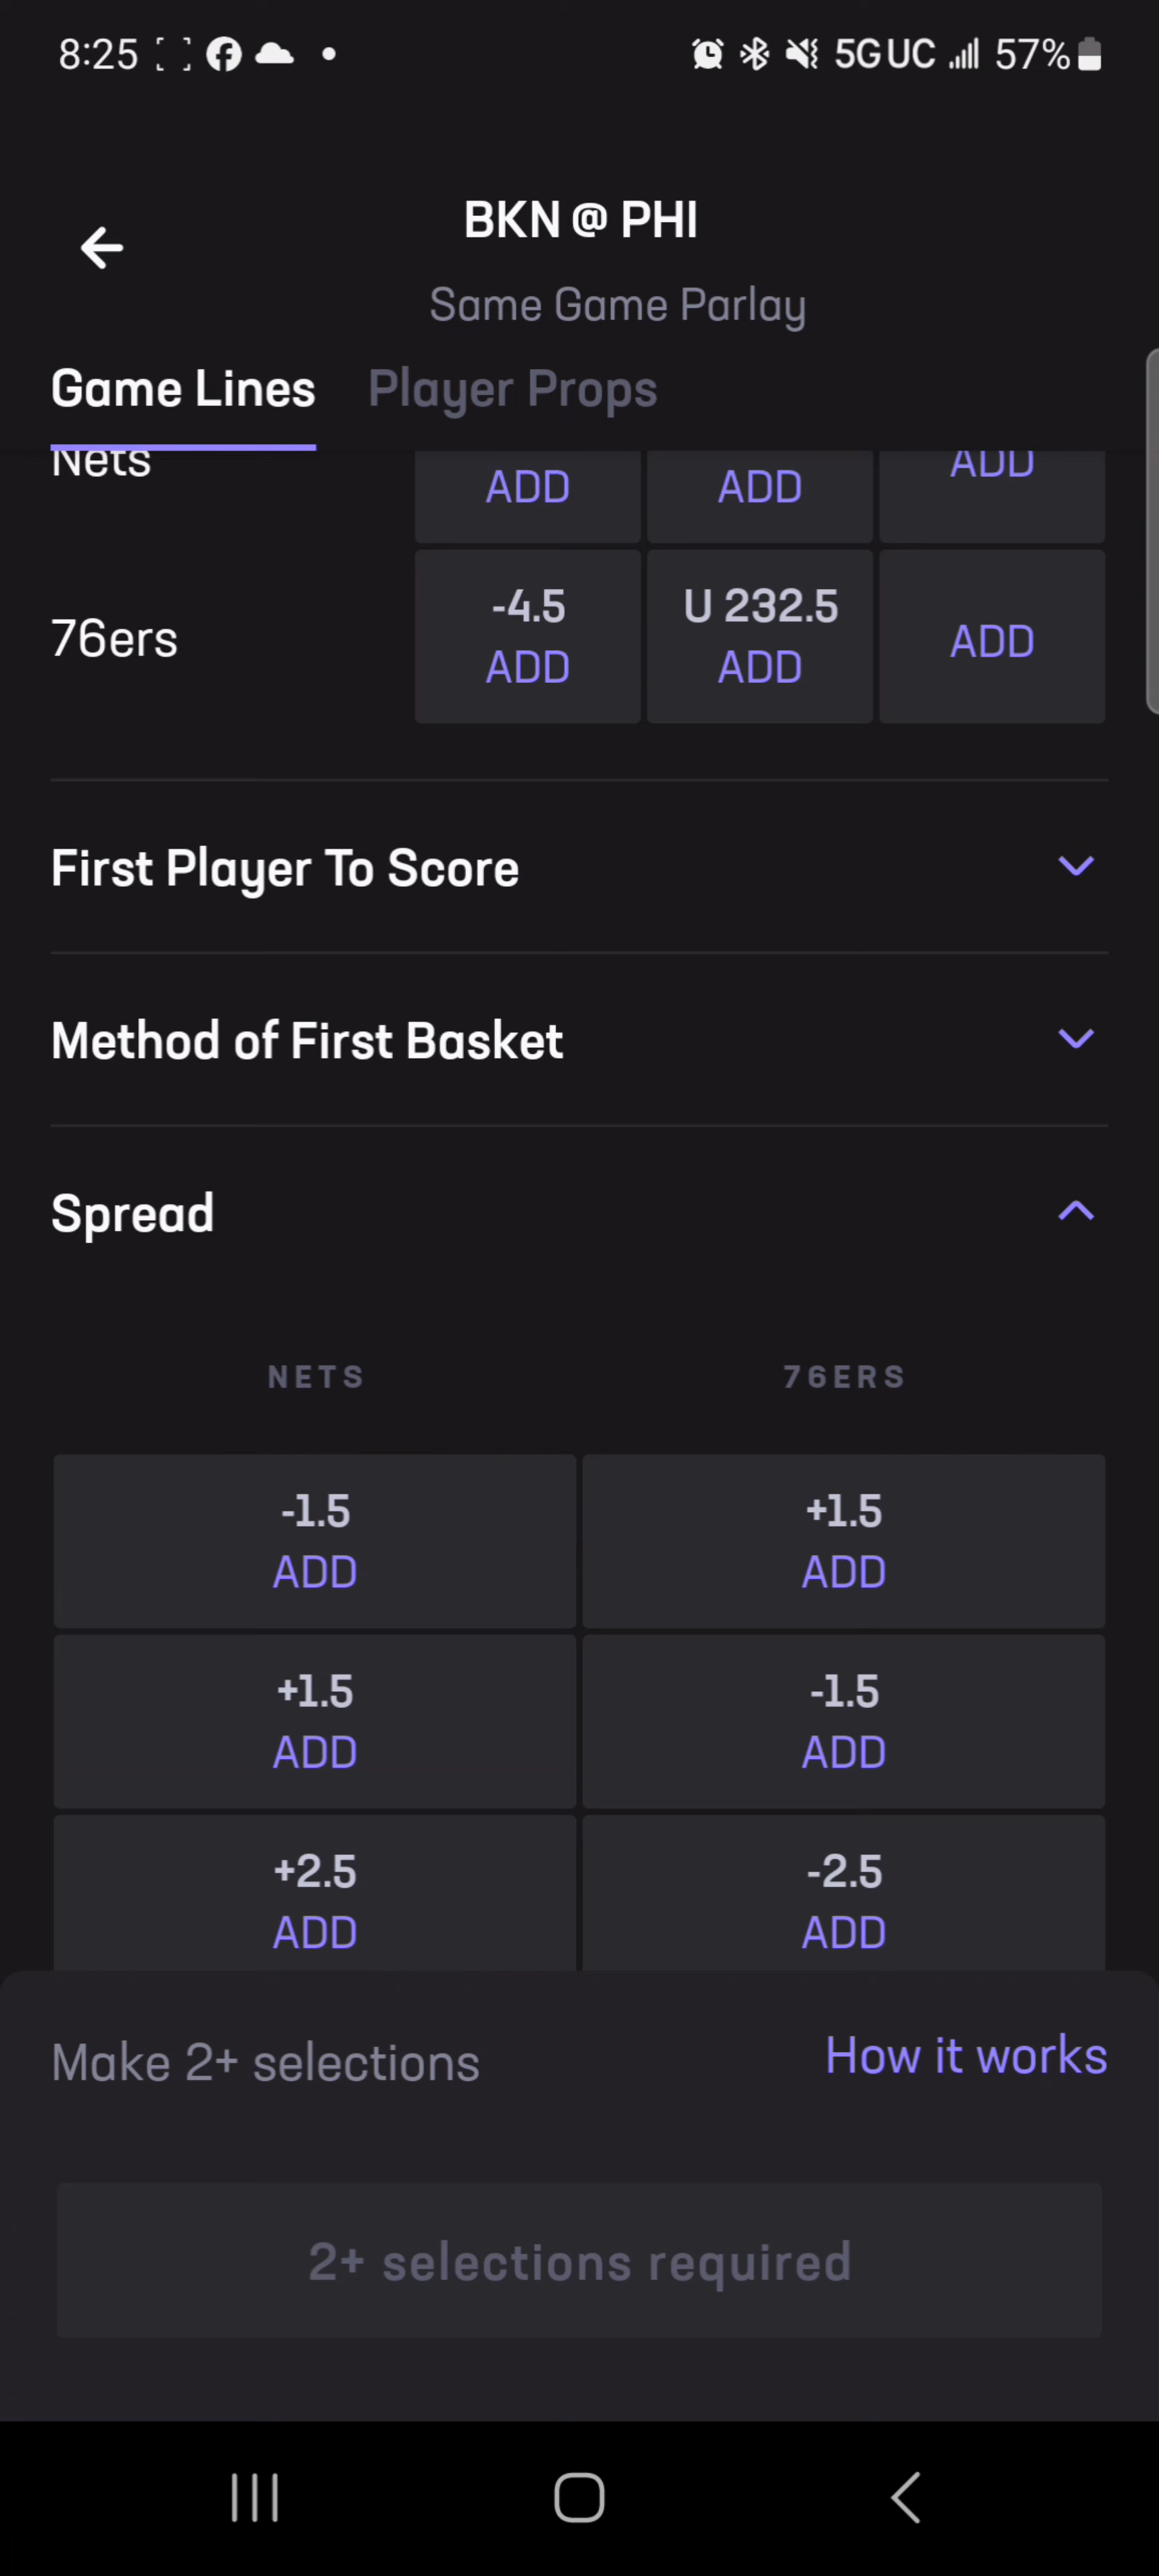 8:25 5G UC 57%
BKN @ PHI
Same Game Parlay
Game Lines Player Props
Nets ADD ADD ADD
-4.5 U 232.5
76ers ADD ADD ADD
First Player To Score
Method of First Basket
Spread
NETS 76ERS
-1.5 +1.5
ADD ADD
+1.5 -1.5
ADD ADD
+2.5 -2.5
ADD ADD
Make 2+ selections How it works
2+ selections required